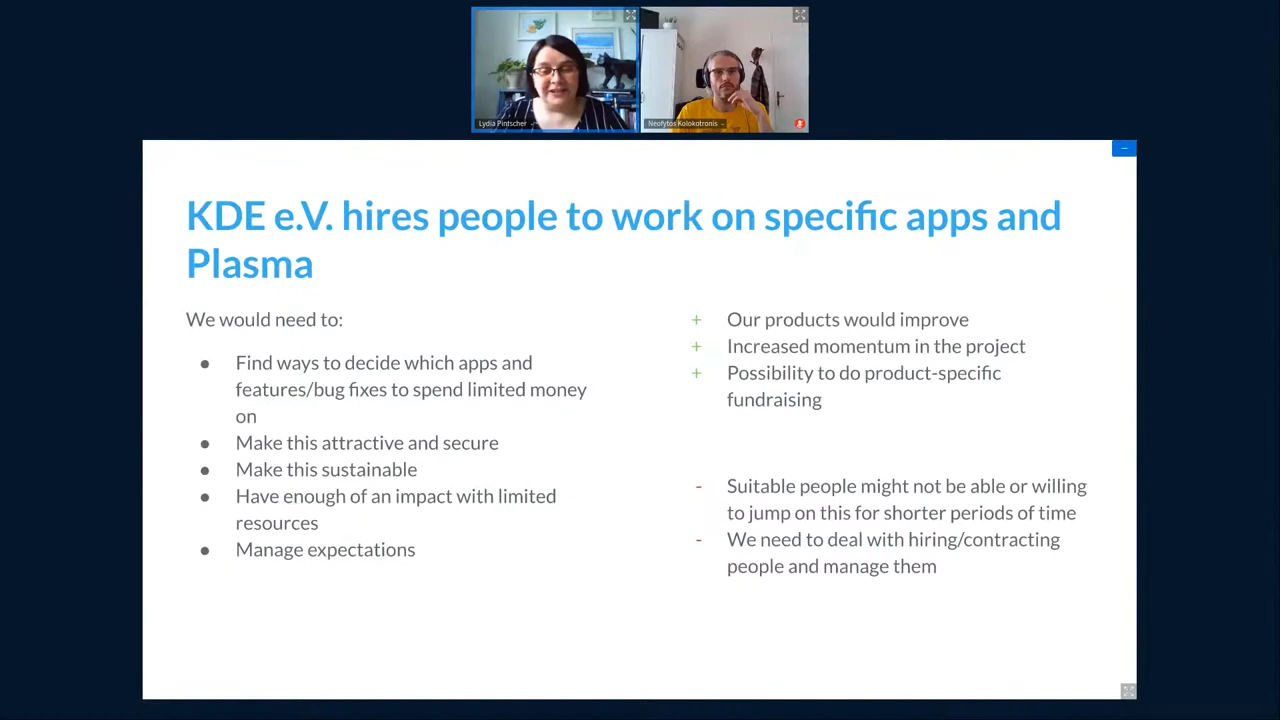 Lydia Pintscher
Neofytos Kolokotronis
KDE e.V. hires people to work on specific apps and
Plasma
We would need to:
● Find ways to decide which apps and
features/bug fixes to spend limited money
on
● Make this attractive and secure
● Make this sustainable
● Have enough of an impact with limited
resources
● Manage expectations
+ Our products would improve
+ Increased momentum in the project
+ Possibility to do product-specific
fundraising
- Suitable people might not be able or willing
to jump on this for shorter periods of time
- We need to deal with hiring/contracting
people and manage them